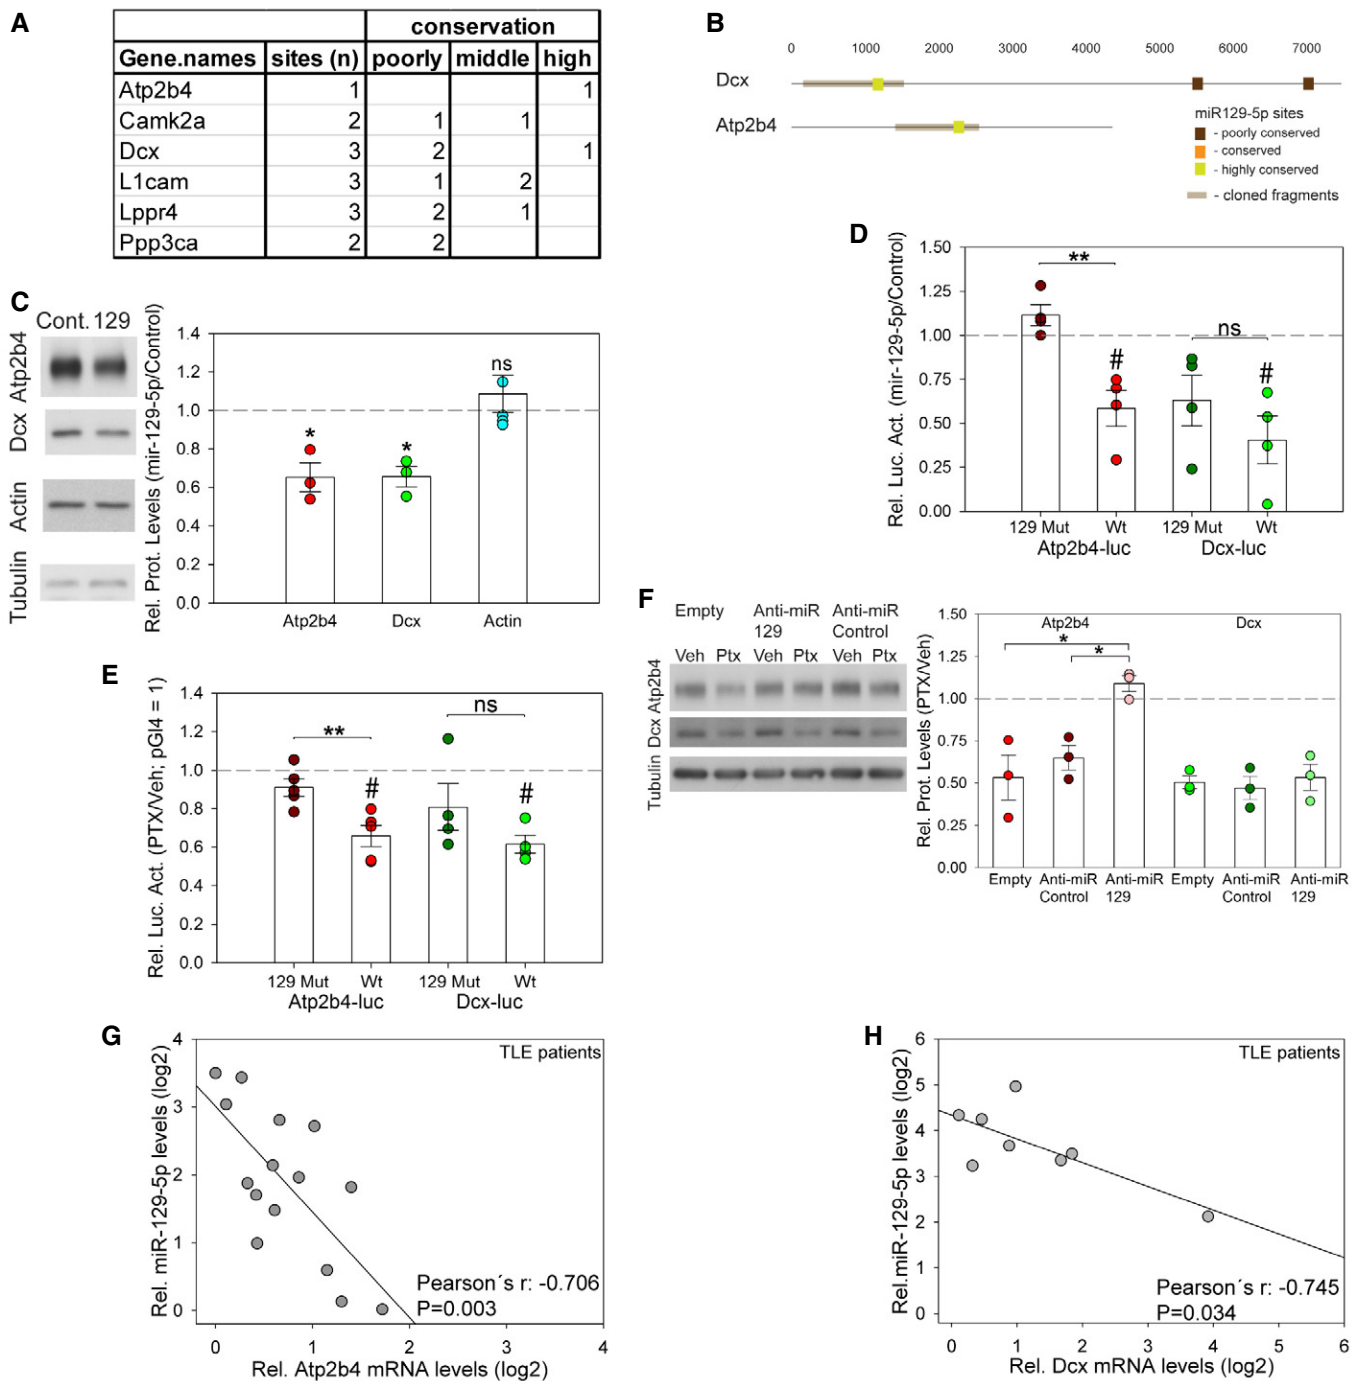 A
conservation
Gene.names sites (n) poorly middle high
Atp2b4 1 1
Camk2a 2 1 1
Dcx 3 2 1
L1cam 3 1 2
Lppr4 3 2 1
Ppp3ca 2 2
B
0 1000 2000 3000 4000 5000 6000 7000
Dcx
Atp2b4
miR129-5p sites
- poorly conserved
- conserved
- highly conserved
- cloned fragments
C
Cont. 129
Atp2b4
Dcx
Actin
Tubulin
Rel. Prot. Levels (mir-129-5p/Control)
1.4
1.2
1.0
0.8
0.6
0.4
0.2
0.0
* * ns
Atp2b4 Dcx Actin
D
Rel. Luc. Act. (mir-129-5p/Control)
1.50
1.25
1.00
0.75
0.50
0.25
0.00
**
ns
# #
129 Mut Wt 129 Mut Wt
Atp2b4-luc Dcx-luc
E
Rel. Luc. Act. (PTX/Veh; pGl4 = 1)
1.4
1.2
1.0
0.8
0.6
0.4
0.2
0.0
** ns
# #
129 Mut Wt 129 Mut Wt
Atp2b4-luc Dcx-luc
F
Empty Anti-miR 129 Anti-miR Control
Veh Ptx Veh Ptx Veh Ptx
Atp2b4
Dcx
Tubulin
Rel. Prot. Levels (PTX/Veh)
1.50
1.25
1.00
0.75
0.50
0.25
0.00
Atp2b4 Dcx
*
*
Empty Anti-miR Anti-miR Empty Anti-miR Anti-miR
Control 129 Control 129
G
Rel. miR-129-5p levels (log2)
4
3
2
1
0
TLE patients
Pearson´s r: -0.706
P=0.003
0 1 2 3 4
Rel. Atp2b4 mRNA levels (log2)
H
Rel.miR-129-5p levels (log2)
6
5
4
3
2
1
0
TLE patients
Pearson´s r: -0.745
P=0.034
0 1 2 3 4 5 6
Rel. Dcx mRNA levels (log2)